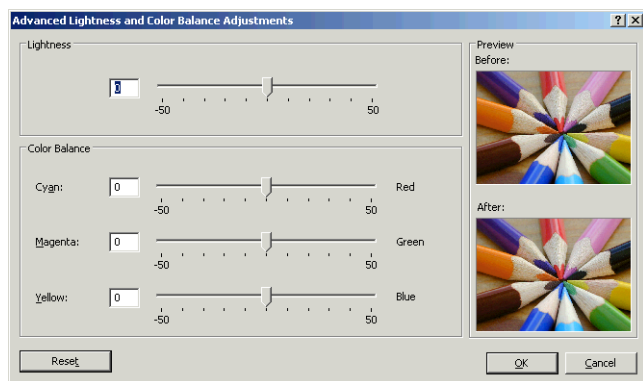 Advanced Lightness and Color Balance Adjustments
Lightness
0
-50 50
Color Balance
Cyan: 0 Red
-50 50
Magenta: 0 Green
-50 50
Yellow: 0 Blue
-50 50
Reset
Preview
Before:
After:
OK Cancel